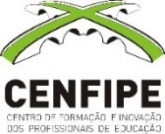 CENFIPE
CENTRO DE FORMAÇÃO E INOVAÇÃO
DOS PROFISSIONAIS DE EDUCAÇÃO